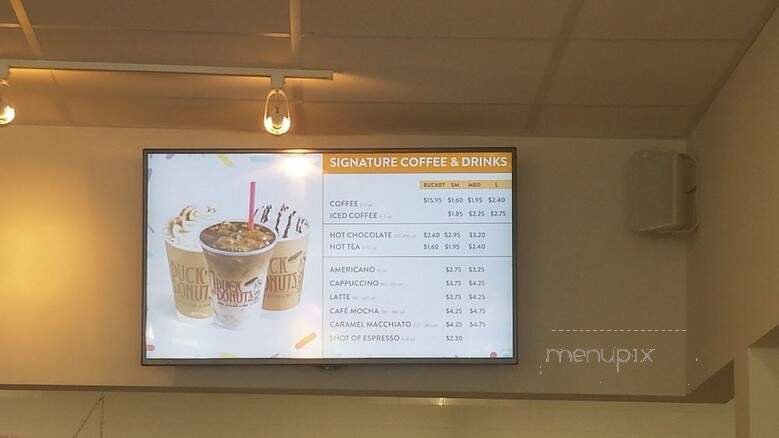 SIGNATURE COFFEE & DRINKS
BUCKET SM MED L
COFFEE $15.95 $1.60 $1.95 $2.40
ICED COFFEE $1.85 $2.25 $2.75
HOT CHOCOLATE $2.60 $2.95 $3.20
HOT TEA $1.60 $1.95 $2.40
AMERICANO $2.75 $3.25
CAPPUCCINO $3.75 $4.25
LATTE $3.75 $4.25
CAFÉ MOCHA $4.25 $4.75
CARAMEL MACCHIATO $4.25 $4.75
SHOT OF ESPRESSO $2.30
DUCK DONUTS
menupix